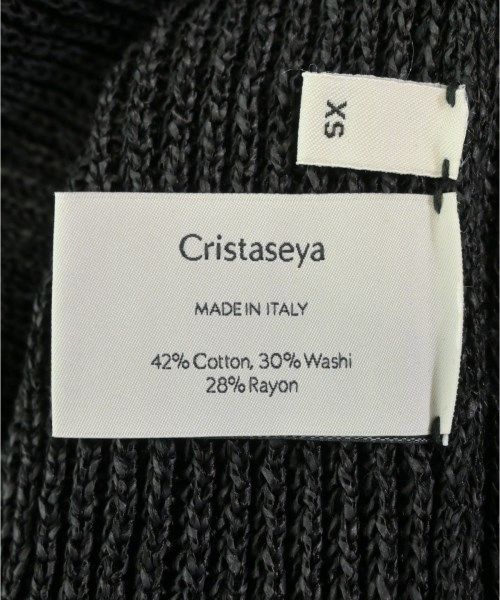 XS
Cristaseya
MADE IN ITALY
42% Cotton, 30% Washi
28% Rayon